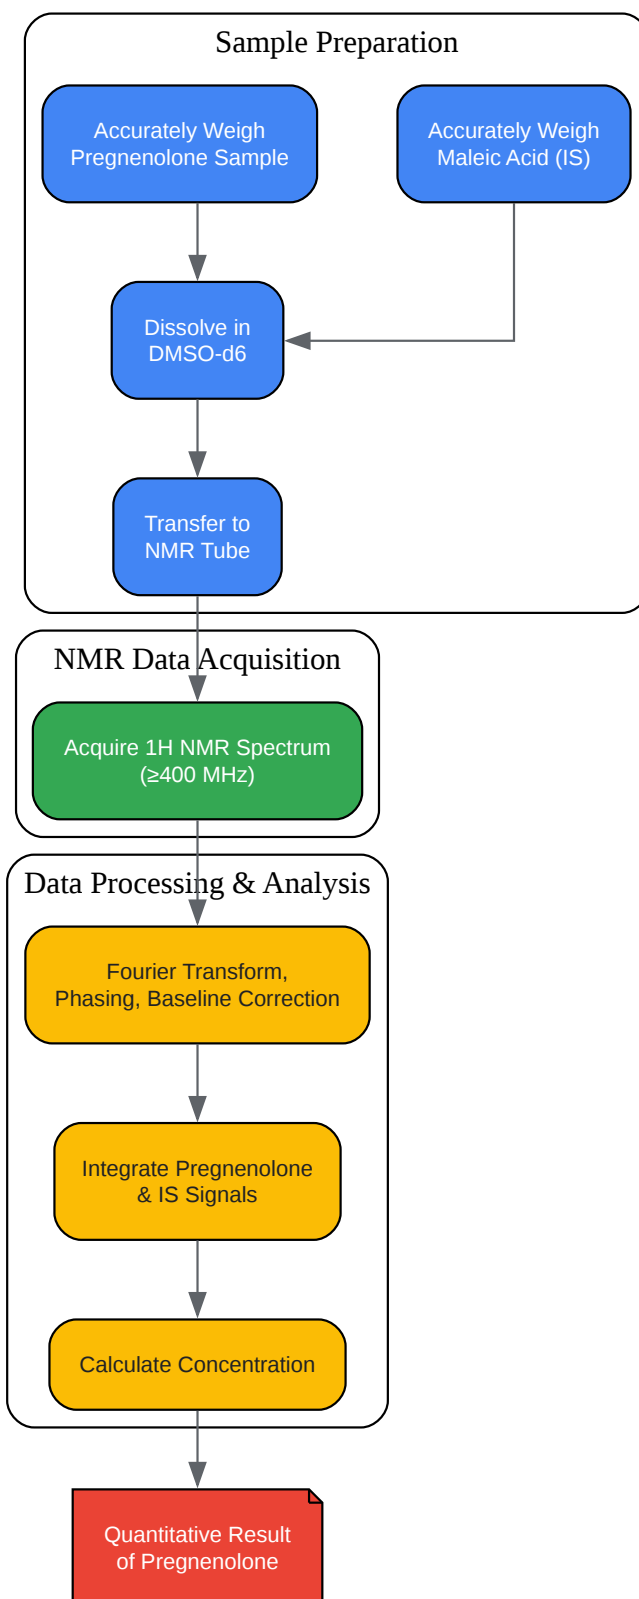 Sample Preparation
Accurately Weigh
Pregnenolone Sample
Accurately Weigh
Maleic Acid (IS)
Dissolve in
DMSO-d6
Transfer to
NMR Tube
NMR Data Acquisition
Acquire 1H NMR Spectrum
(≥400 MHz)
Data Processing & Analysis
Fourier Transform,
Phasing, Baseline Correction
Integrate Pregnenolone
& IS Signals
Calculate Concentration
Quantitative Result
of Pregnenolone